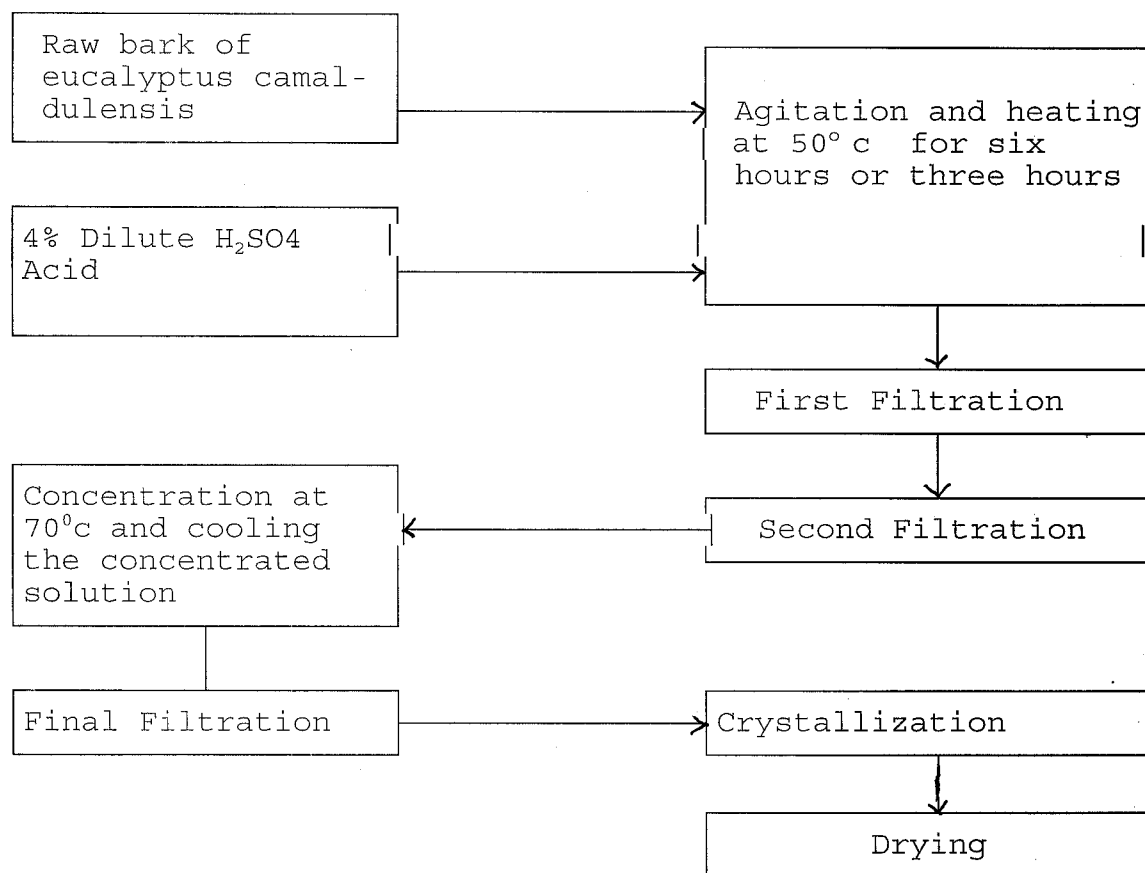 Raw bark of
eucalyptus camal-
dulensis
Agitation and heating
at 50° c for six
hours or three hours
4% Dilute H₂SO4
Acid
First Filtration
Second Filtration
Concentration at
70⁰c and cooling
the concentrated
solution
Final Filtration
Crystallization
Drying